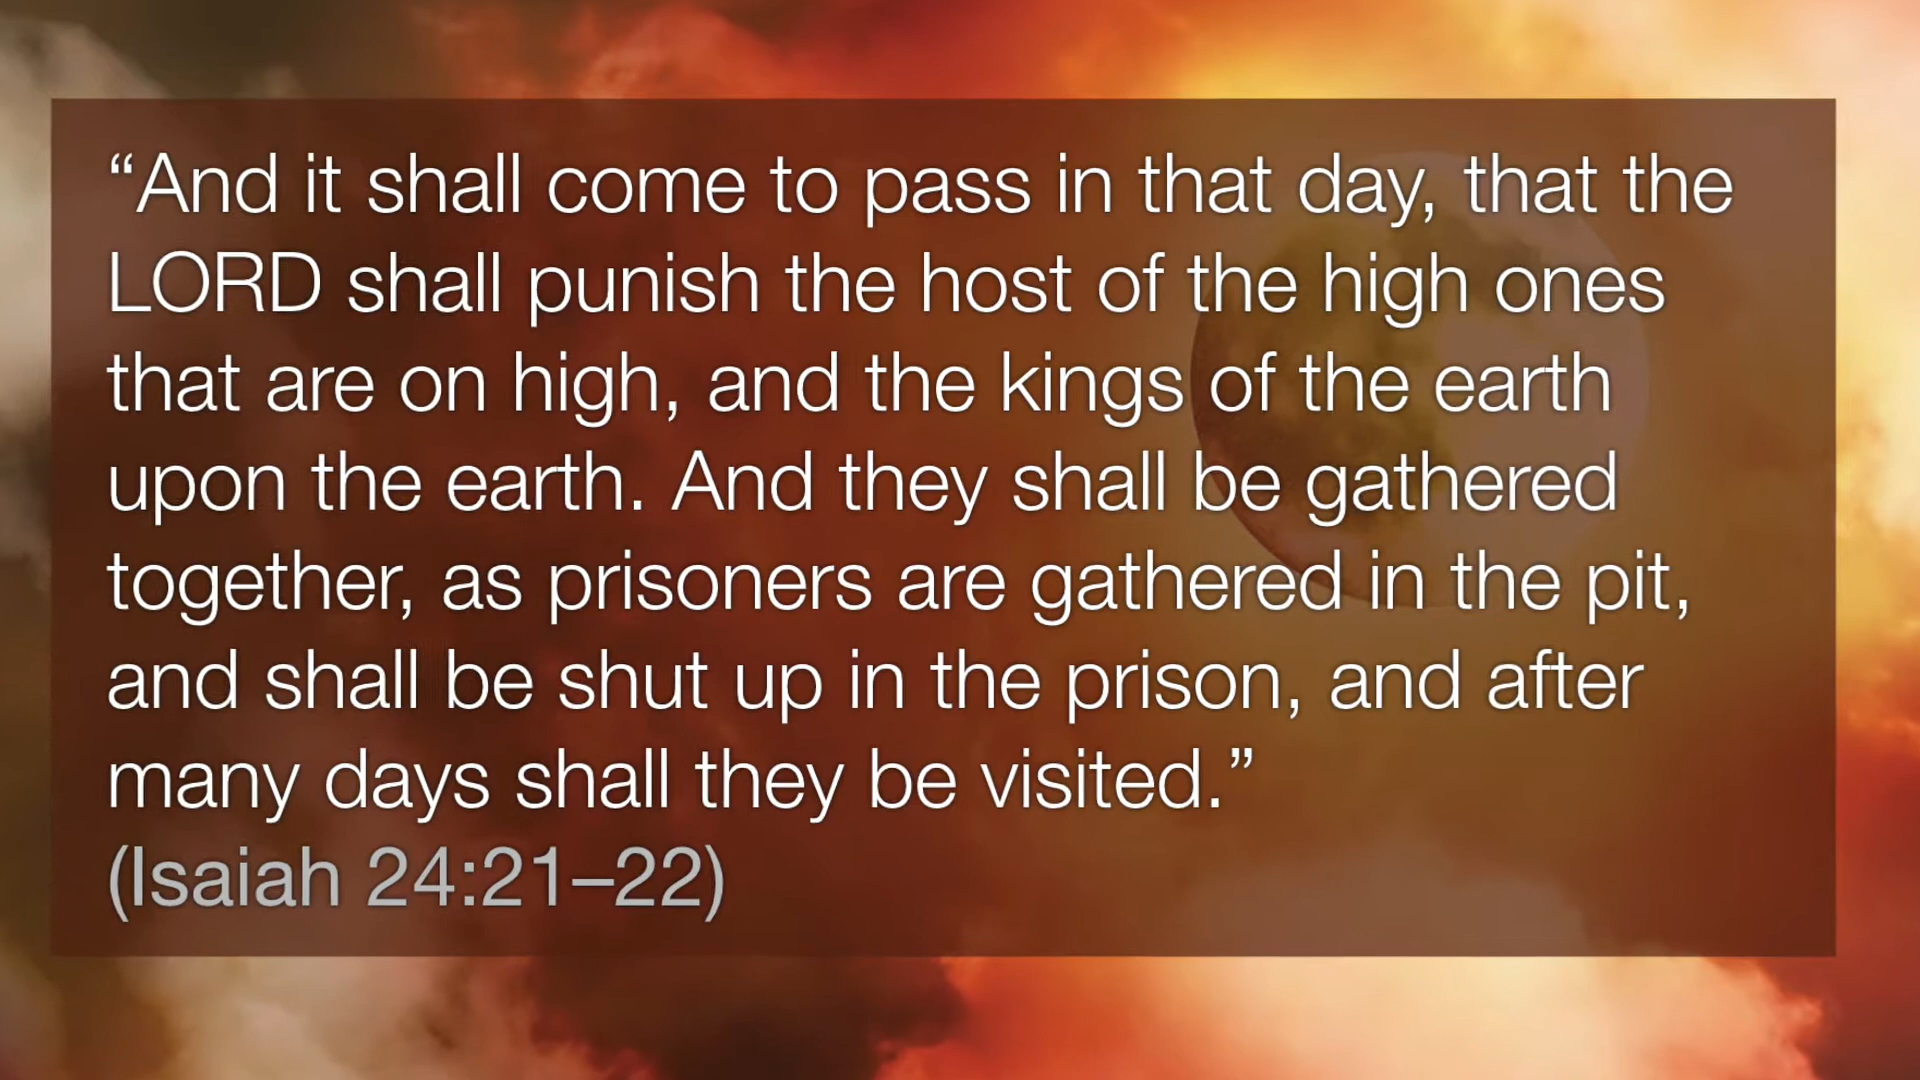 “And it shall come to pass in that day, that the
LORD shall punish the host of the high ones
that are on high, and the kings of the earth
upon the earth. And they shall be gathered
together, as prisoners are gathered in the pit,
and shall be shut up in the prison, and after
many days shall they be visited.”
(Isaiah 24:21–22)